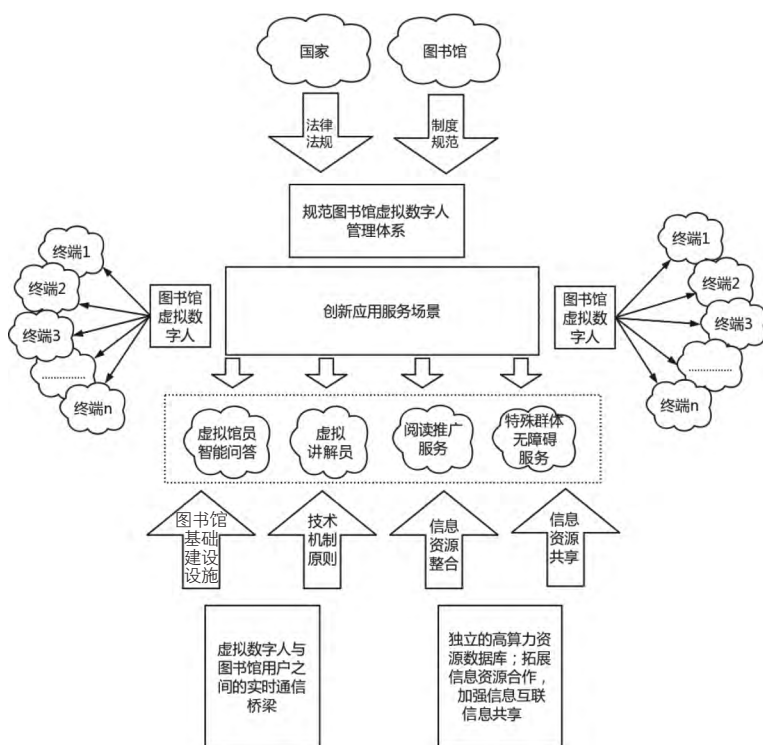 国家
图书馆
法律
法规
制度
规范
规范图书馆虚拟数字人
管理体系
终端1
终端2
终端3
............
终端n
图书馆
虚拟数
字人
创新应用服务场景
图书馆
虚拟数
字人
终端1
终端2
终端3
............
终端n
虚拟馆员
智能问答
虚拟
讲解员
阅读推广
服务
特殊群体
无障碍
服务
图书馆
基础
建设
设施
技术
机制
原则
信息
资源
整合
信息
资源
共享
虚拟数字人与
图书馆用户之
间的实时通信
桥梁
独立的高算力资
源数据库；拓展
信息资源合作，
加强信息互联
信息共享